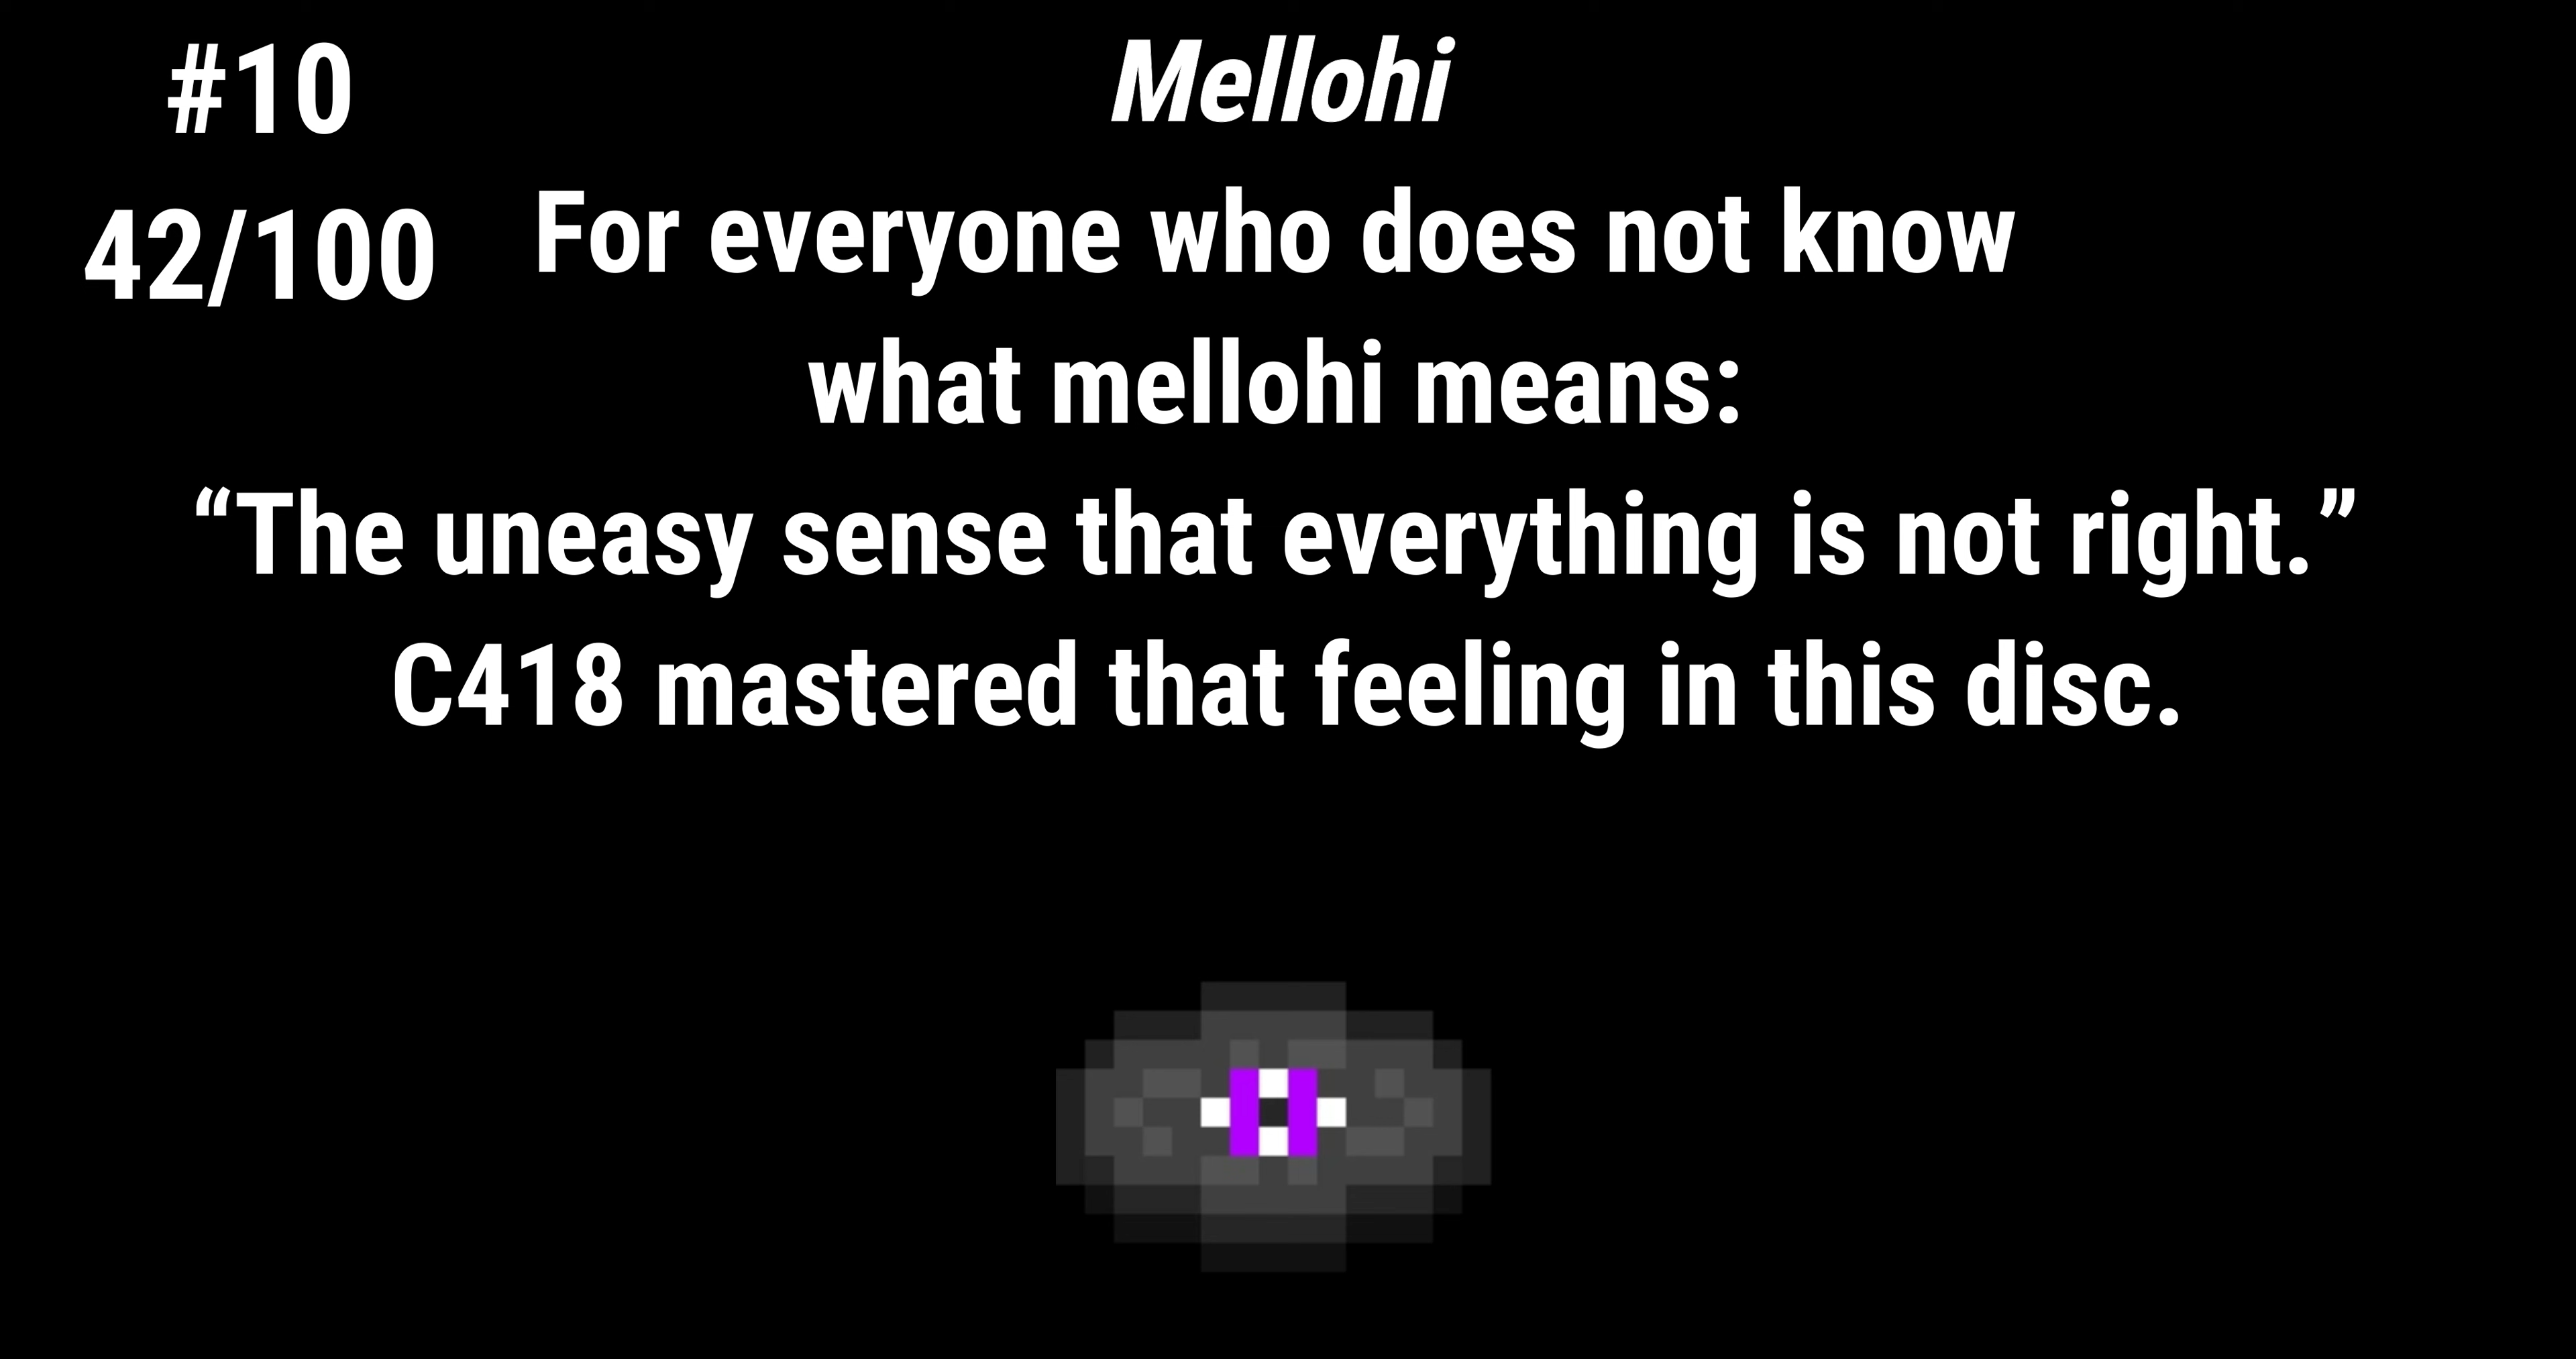 #10
42/100
Mellohi
For everyone who does not know
what mellohi means:
“The uneasy sense that everything is not right.”
C418 mastered that feeling in this disc.